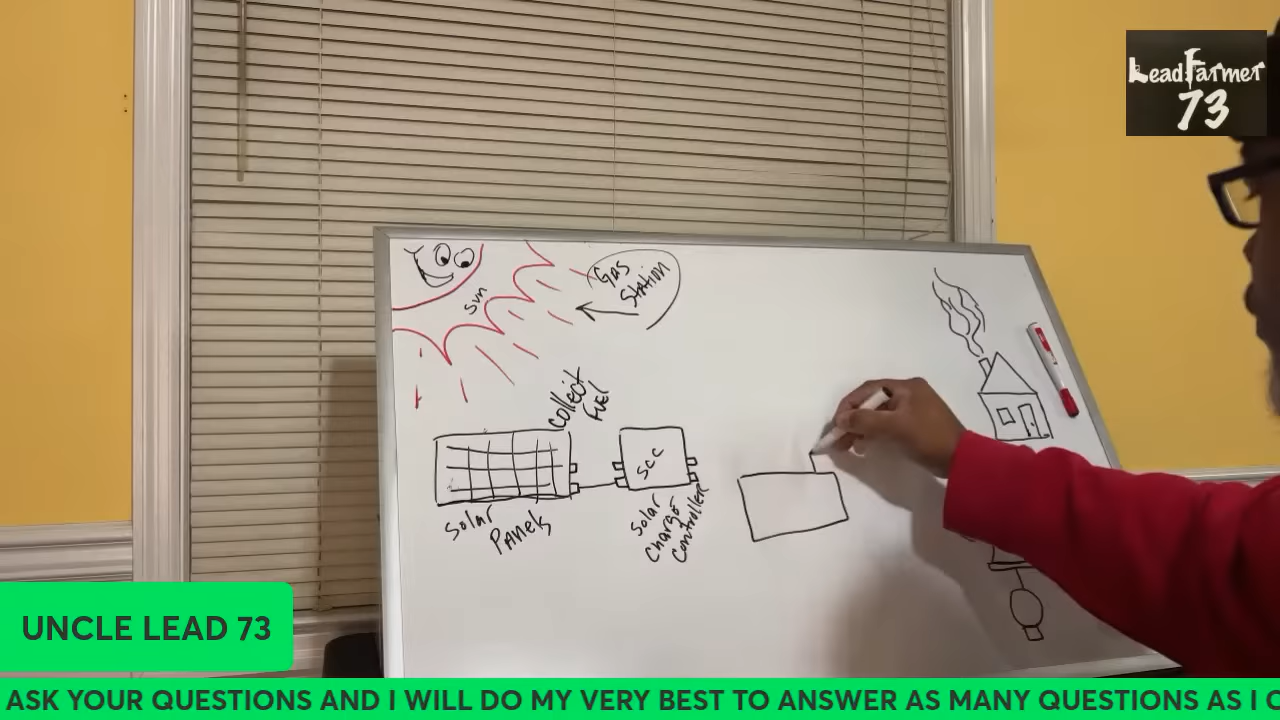 LeadFarmer
73
Gas
Station
Sun
Collect
Fuel
SCC
Solar
Panels
Solar
Charge
Controller
UNCLE LEAD 73
ASK YOUR QUESTIONS AND I WILL DO MY VERY BEST TO ANSWER AS MANY QUESTIONS AS I